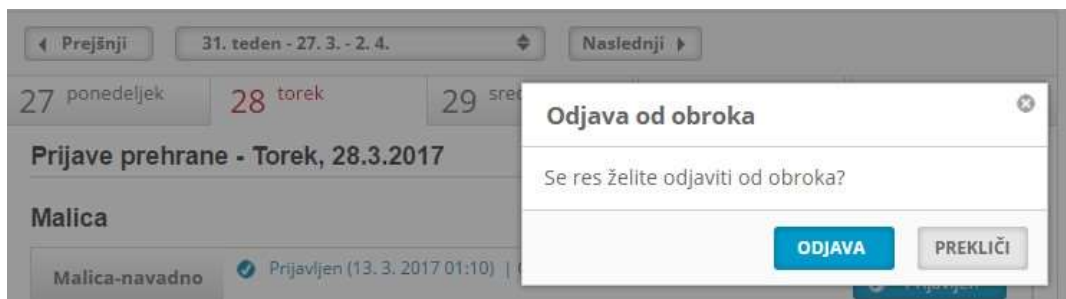 Prejšnji
31. teden - 27. 3. - 2. 4.
Naslednji
27 ponedeljek
28 torek
29
Odjava od obroka
Prijave prehrane - Torek, 28.3.2017
Se res želite odjaviti od obroka?
Malica
ODJAVA
PREKLIČI
Malica-navadno
Prijavljen (13. 3. 2017 01:10) |
Prijavljen